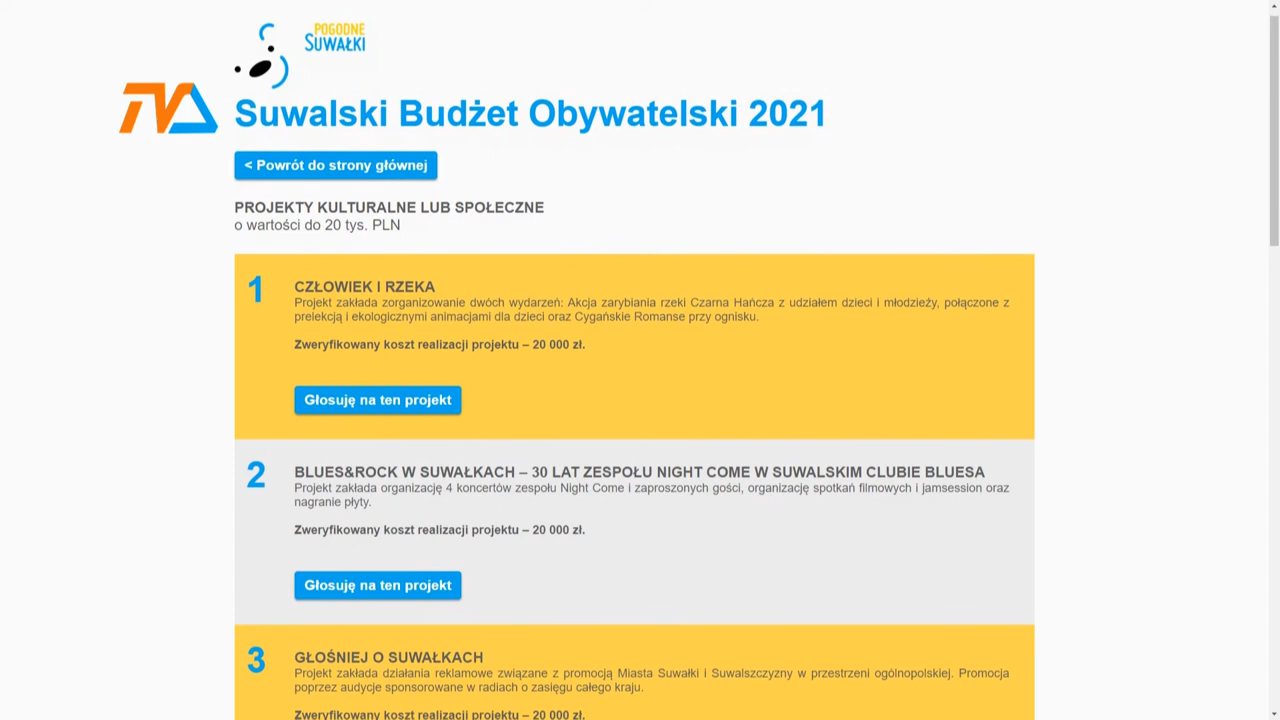 POGODNE
SUWAŁKI
TVA
Suwalski Budżet Obywatelski 2021
< Powrót do strony głównej
PROJEKTY KULTURALNE LUB SPOŁECZNE
o wartości do 20 tys. PLN
1
CZŁOWIEK I RZEKA
Projekt zakłada zorganizowanie dwóch wydarzeń: Akcja zarybiania rzeki Czarna Hańcza z udziałem dzieci i młodzieży, połączone z
prelekcją i ekologicznymi animacjami dla dzieci oraz Cygańskie Romanse przy ognisku.
Zweryfikowany koszt realizacji projektu – 20 000 zł.
Głosuję na ten projekt
2
BLUES&ROCK W SUWAŁKACH – 30 LAT ZESPOŁU NIGHT COME W SUWALSKIM CLUBIE BLUESA
Projekt zakłada organizację 4 koncertów zespołu Night Come i zaproszonych gości, organizację spotkań filmowych i jamsession oraz
nagranie płyty.
Zweryfikowany koszt realizacji projektu – 20 000 zł.
Głosuję na ten projekt
3
GŁOŚNIEJ O SUWAŁKACH
Projekt zakłada działania reklamowe związane z promocją Miasta Suwałki i Suwalszczyzny w przestrzeni ogólnopolskiej. Promocja
poprzez audycje sponsorowane w radiach o zasięgu całego kraju.
Zweryfikowany koszt realizacji projektu – 20 000 zł.